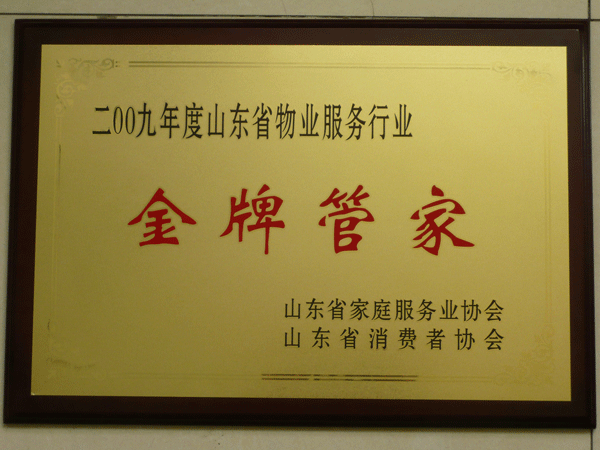 二00九年度山东省物业服务行业
金牌管家
山东省家庭服务业协会
山东省消费者协会